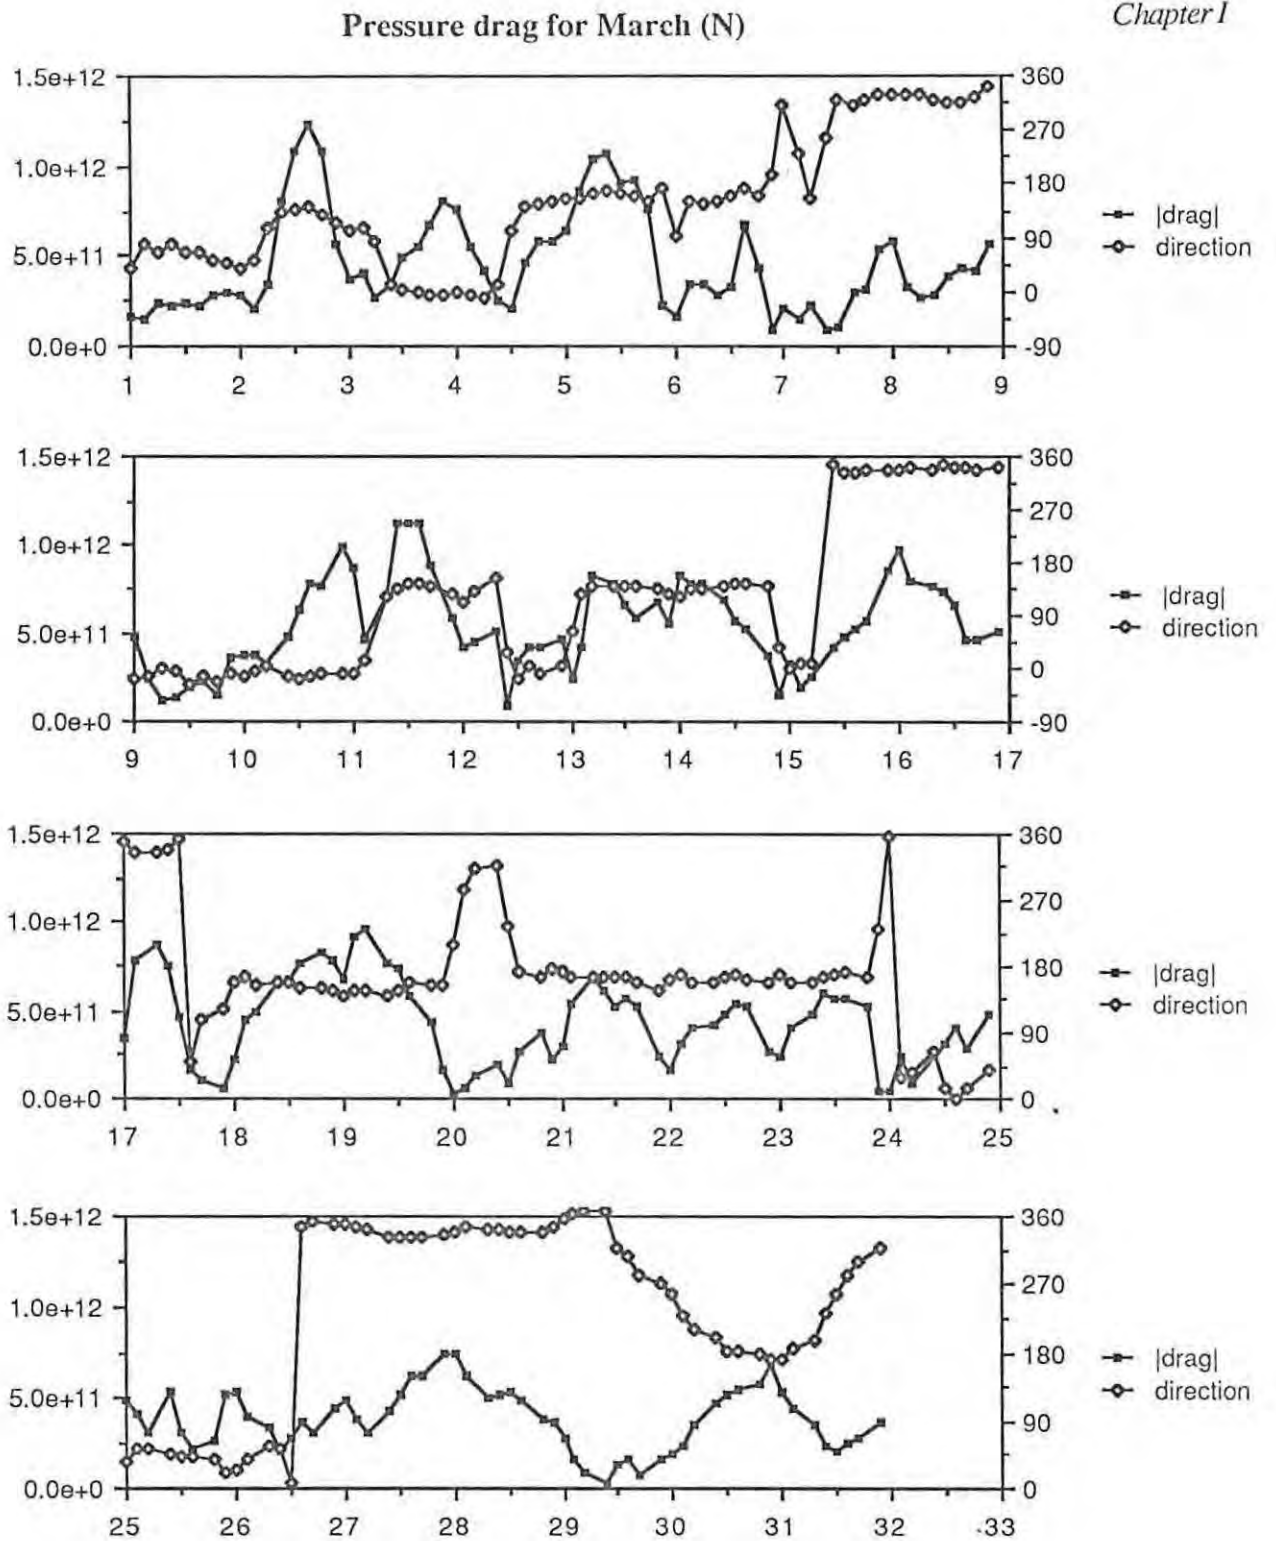 Chapter I
Pressure drag for March (N)
1.5e+12
1.0e+12
5.0e+11
0.0e+0
360
270
180
90
0
-90
1 2 3 4 5 6 7 8 9
|drag|
direction
1.5e+12
1.0e+12
5.0e+11
0.0e+0
360
270
180
90
0
-90
9 10 11 12 13 14 15 16 17
|drag|
direction
1.5e+12
1.0e+12
5.0e+11
0.0e+0
360
270
180
90
0
17 18 19 20 21 22 23 24 25
|drag|
direction
1.5e+12
1.0e+12
5.0e+11
0.0e+0
360
270
180
90
0
25 26 27 28 29 30 31 32 33
|drag|
direction